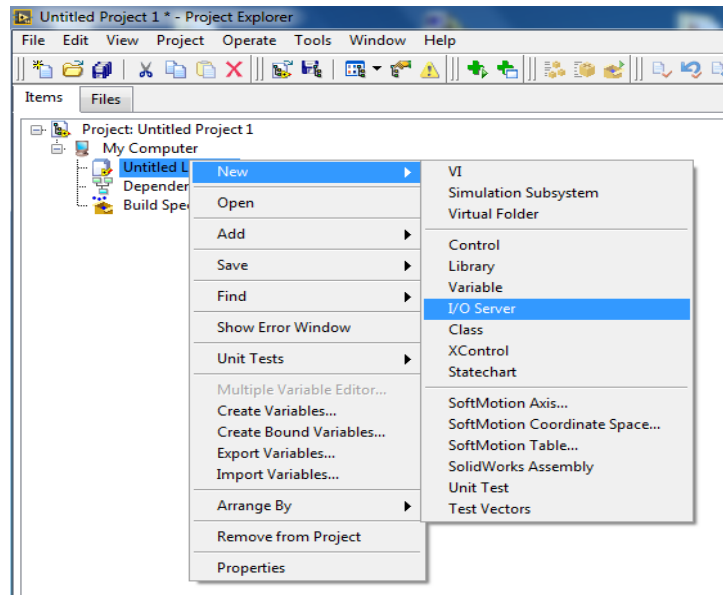 Untitled Project 1 * - Project Explorer
File Edit View Project Operate Tools Window Help
Items Files
Project: Untitled Project 1
My Computer
Untitled L
Depender
Build Spe
New
Open
Add
Save
Find
Show Error Window
Unit Tests
Multiple Variable Editor...
Create Variables...
Create Bound Variables...
Export Variables...
Import Variables...
Arrange By
Remove from Project
Properties
VI
Simulation Subsystem
Virtual Folder
Control
Library
Variable
I/O Server
Class
XControl
Statechart
SoftMotion Axis...
SoftMotion Coordinate Space...
SoftMotion Table...
SolidWorks Assembly
Unit Test
Test Vectors